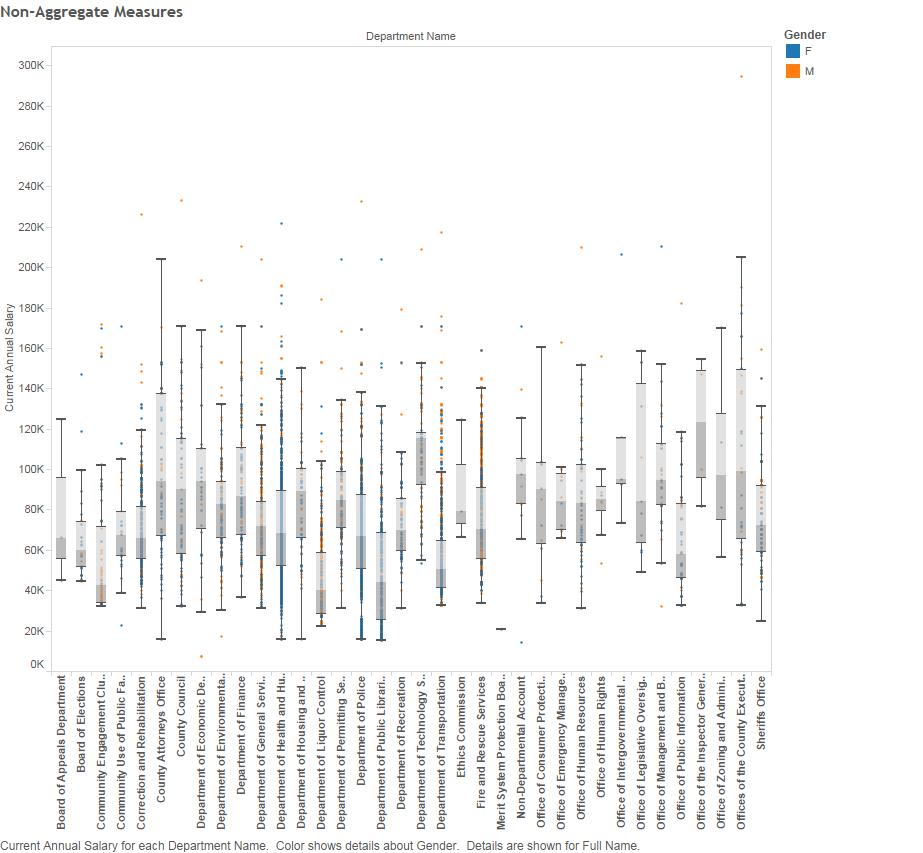 Non-Aggregate Measures
Department Name
Gender
F
M
300K
280K
260K
240K
220K
200K
180K
160K
140K
120K
100K
80K
60K
40K
20K
0K
Current Annual Salary
Board of Appeals Department
Board of Elections
Community Engagement Clu..
Community Use of Public Fa..
Correction and Rehabilitation
County Attorneys Office
County Council
Department of Economic De..
Department of Environmenta..
Department of Finance
Department of General Servi..
Department of Health and Hu..
Department of Housing and ..
Department of Liquor Control
Department of Permitting Se..
Department of Police
Department of Public Librari..
Department of Recreation
Department of Technology S..
Department of Transportation
Ethics Commission
Fire and Rescue Services
Merit System Protection Boa..
Non-Departmental Account
Office of Consumer Protecti..
Office of Emergency Manage..
Office of Human Resources
Office of Human Rights
Office of Intergovernmental ..
Office of Legislative Oversig..
Office of Management and B..
Office of Public Information
Office of the Inspector Gener..
Office of Zoning and Admini..
Offices of the County Execut..
Sheriffs Office
Current Annual Salary for each Department Name. Color shows details about Gender. Details are shown for Full Name.